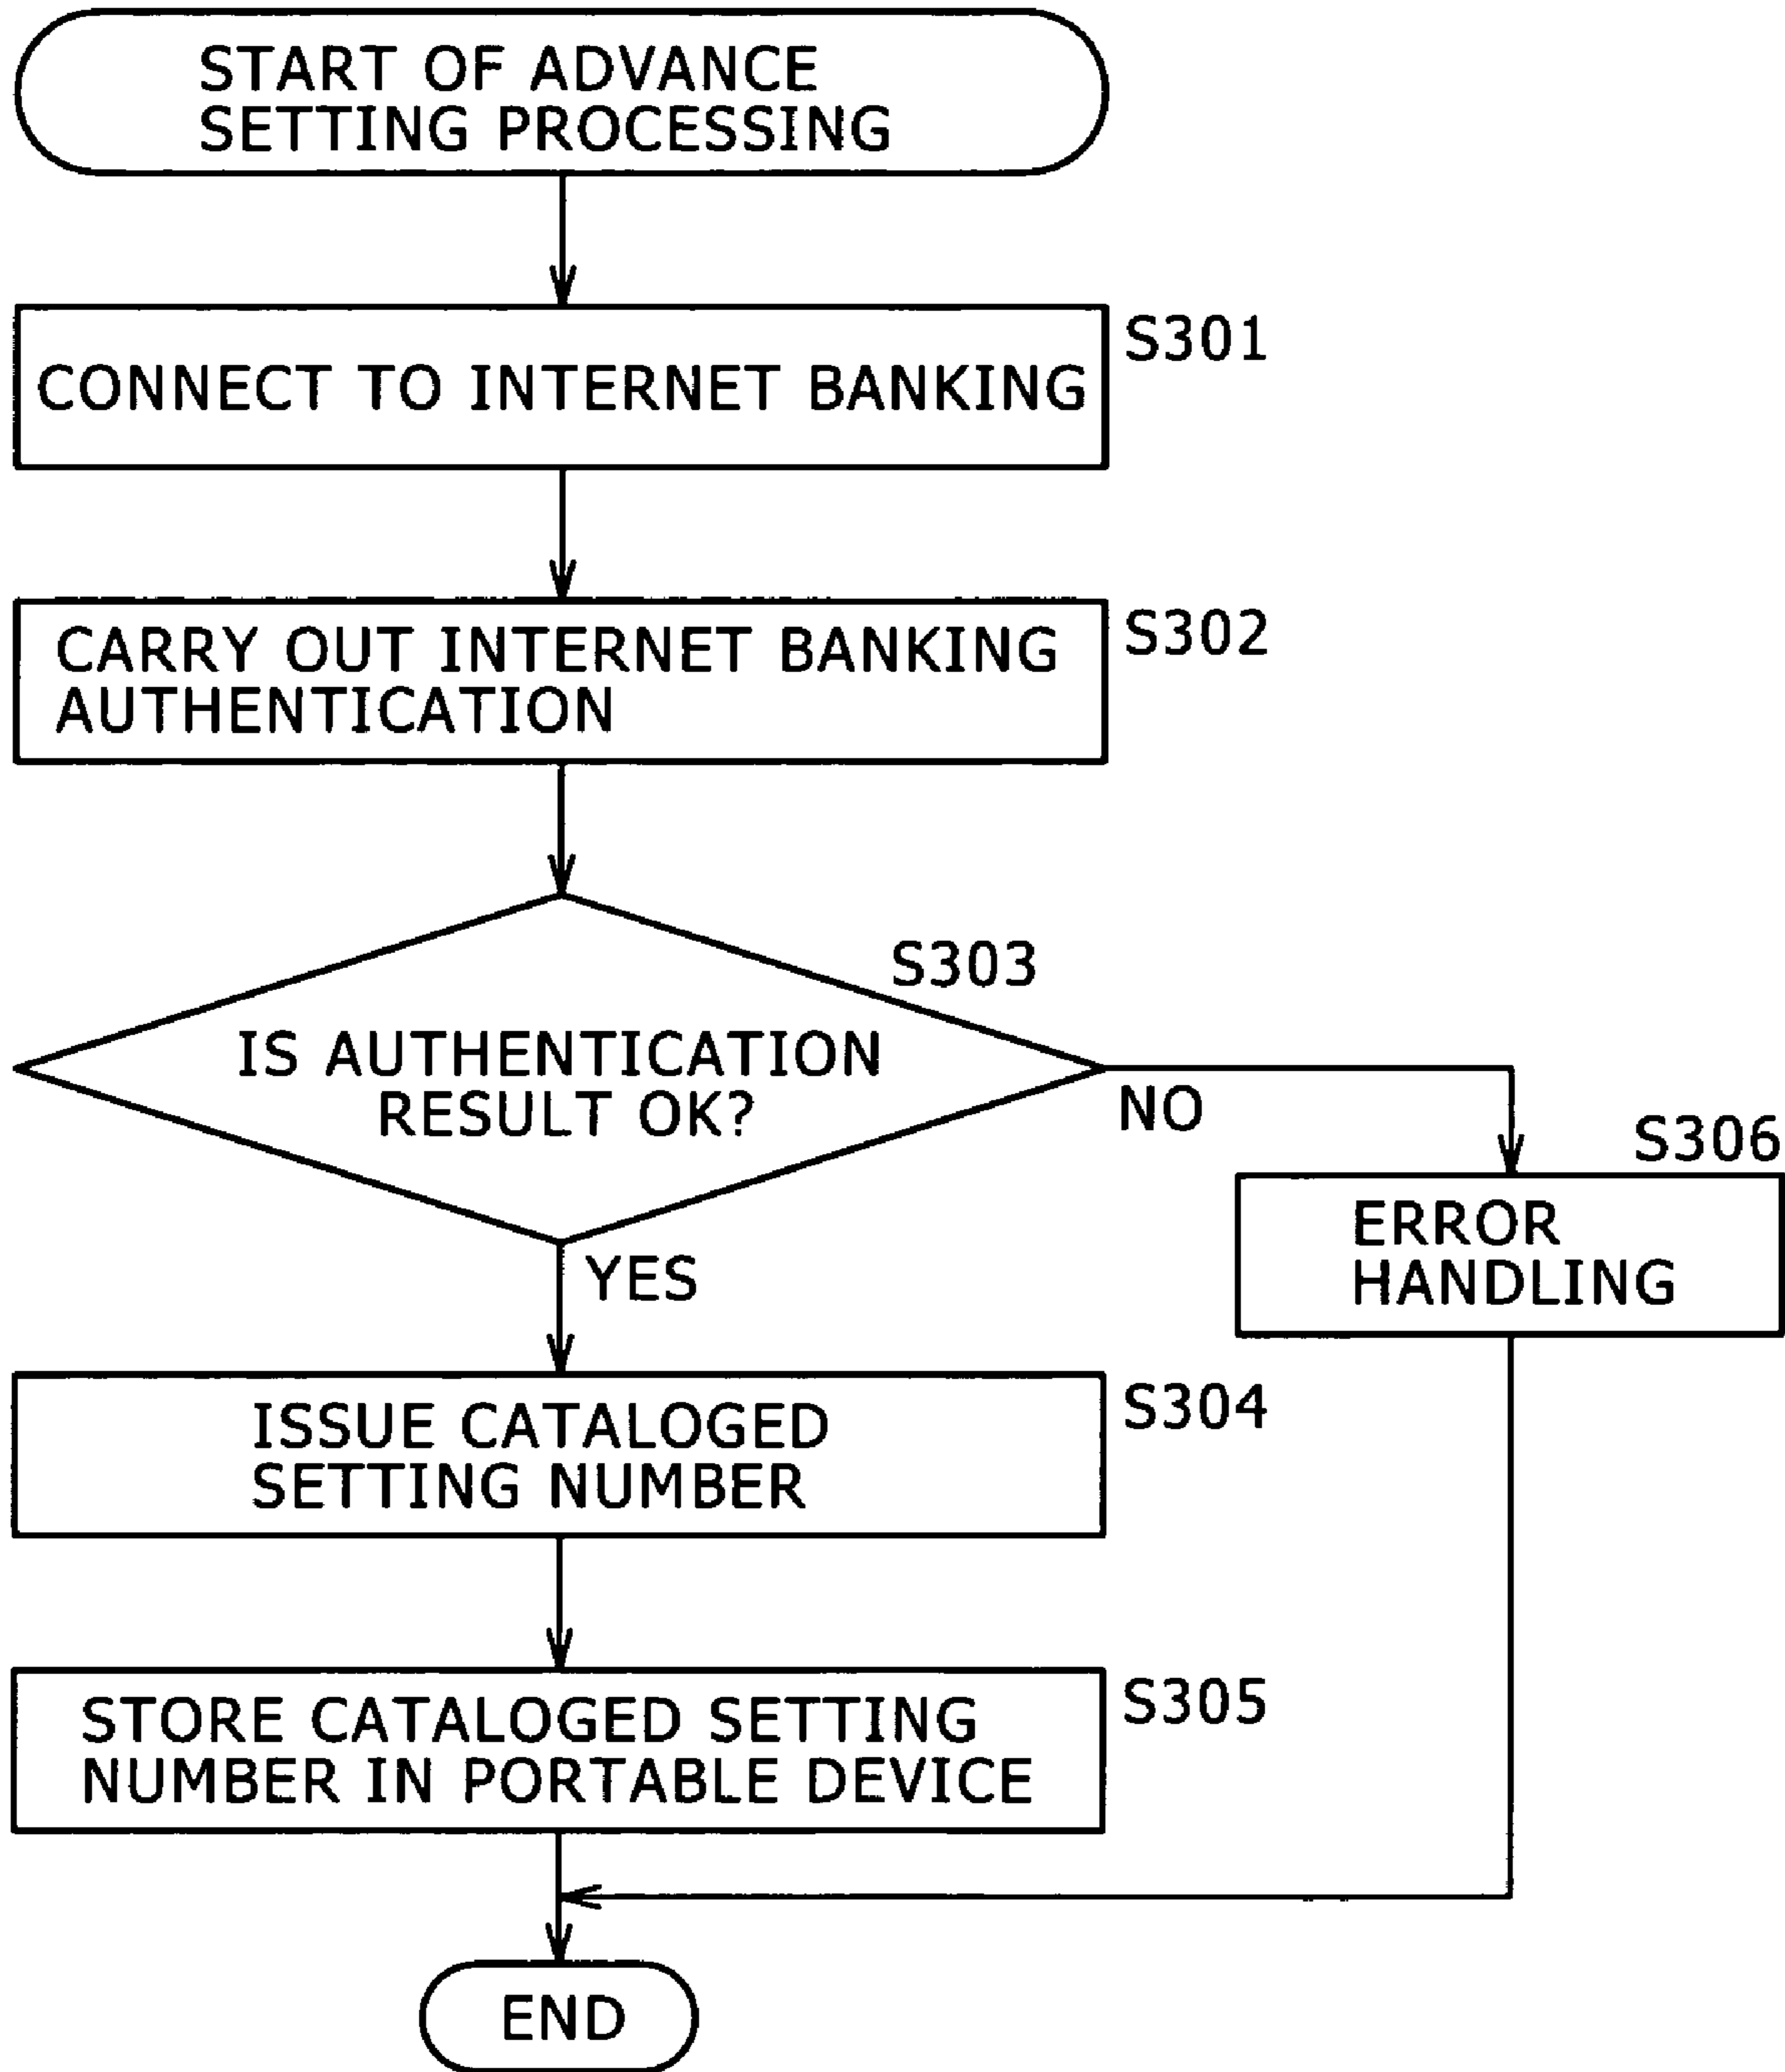 START OF ADVANCE
SETTING PROCESSING
S301
CONNECT TO INTERNET BANKING
S302
CARRY OUT INTERNET BANKING
AUTHENTICATION
S303
IS AUTHENTICATION
RESULT OK?
NO
S306
ERROR
HANDLING
YES
S304
ISSUE CATALOGED
SETTING NUMBER
S305
STORE CATALOGED SETTING
NUMBER IN PORTABLE DEVICE
END